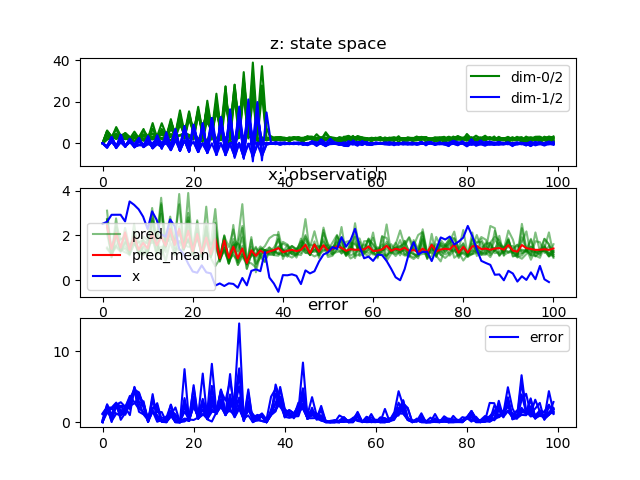 z: state space
40
20
0
dim-0/2
dim-1/2
0 20 40 60 80 100
x: observation
4
2
0
pred
pred_mean
x
0 20 40 60 80 100
error
10
0
error
0 20 40 60 80 100